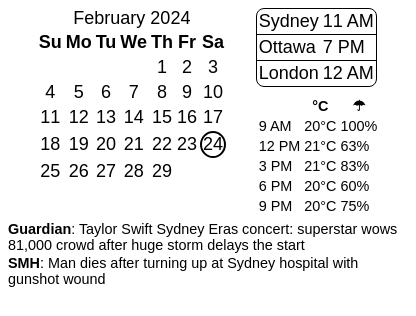 February 2024
Su Mo Tu We Th Fr Sa
1 2 3
4 5 6 7 8 9 10
11 12 13 14 15 16 17
18 19 20 21 22 23 24
25 26 27 28 29
Sydney 11 AM
Ottawa 7 PM
London 12 AM
°C ☂
9 AM 20°C 100%
12 PM 21°C 63%
3 PM 21°C 83%
6 PM 20°C 60%
9 PM 20°C 75%
Guardian: Taylor Swift Sydney Eras concert: superstar wows
81,000 crowd after huge storm delays the start
SMH: Man dies after turning up at Sydney hospital with
gunshot wound